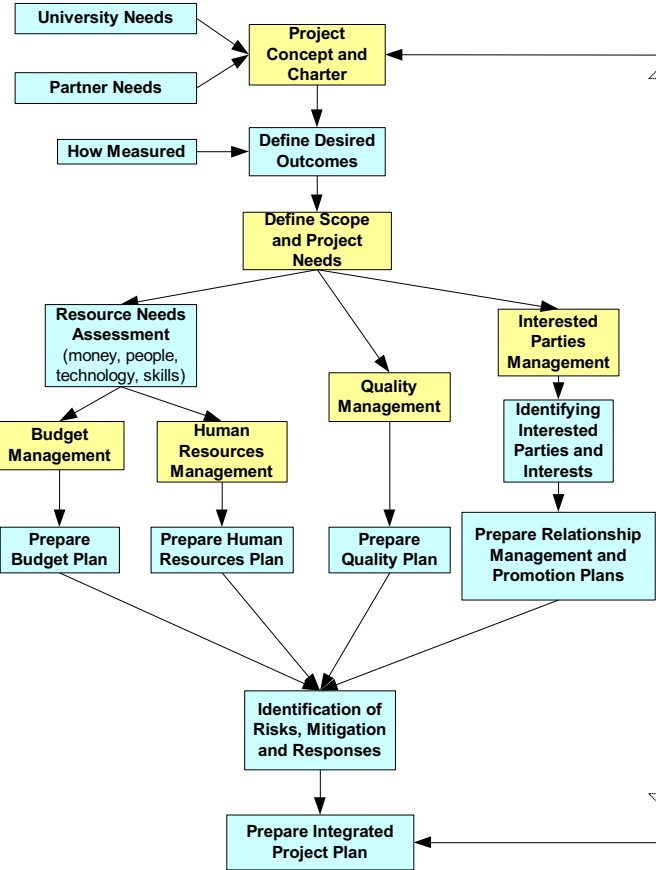 University Needs
Project
Concept and
Charter
Partner Needs
How Measured
Define Desired
Outcomes
Define Scope
and Project
Needs
Resource Needs
Assessment
(money, people,
technology, skills)
Interested
Parties
Management
Quality
Management
Budget
Management
Human
Resources
Management
Identifying
Interested
Parties and
Interests
Prepare
Budget Plan
Prepare Human
Resources Plan
Prepare
Quality Plan
Prepare Relationship
Management and
Promotion Plans
Identification of
Risks, Mitigation
and Responses
Prepare Integrated
Project Plan